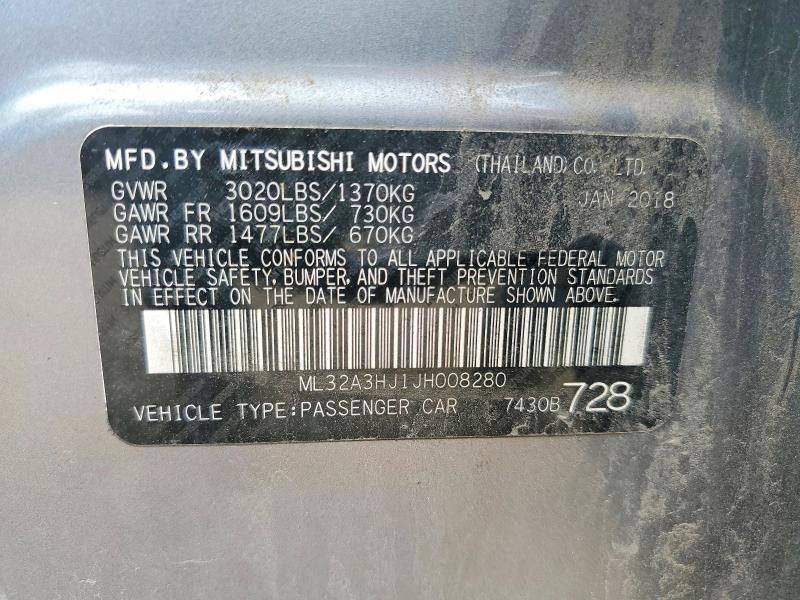 MFD.BY MITSUBISHI MOTORS (THAILAND) CO., LTD.
GVWR 3020LBS/1370KG JAN 2018
GAWR FR 1609LBS/ 730KG
GAWR RR 1477LBS/ 670KG
THIS VEHICLE CONFORMS TO ALL APPLICABLE FEDERAL MOTOR
VEHICLE SAFETY, BUMPER, AND THEFT PREVENTION STANDARDS
IN EFFECT ON THE DATE OF MANUFACTURE SHOWN ABOVE.
ML32A3HJ1JH008280
VEHICLE TYPE:PASSENGER CAR 7430B 728